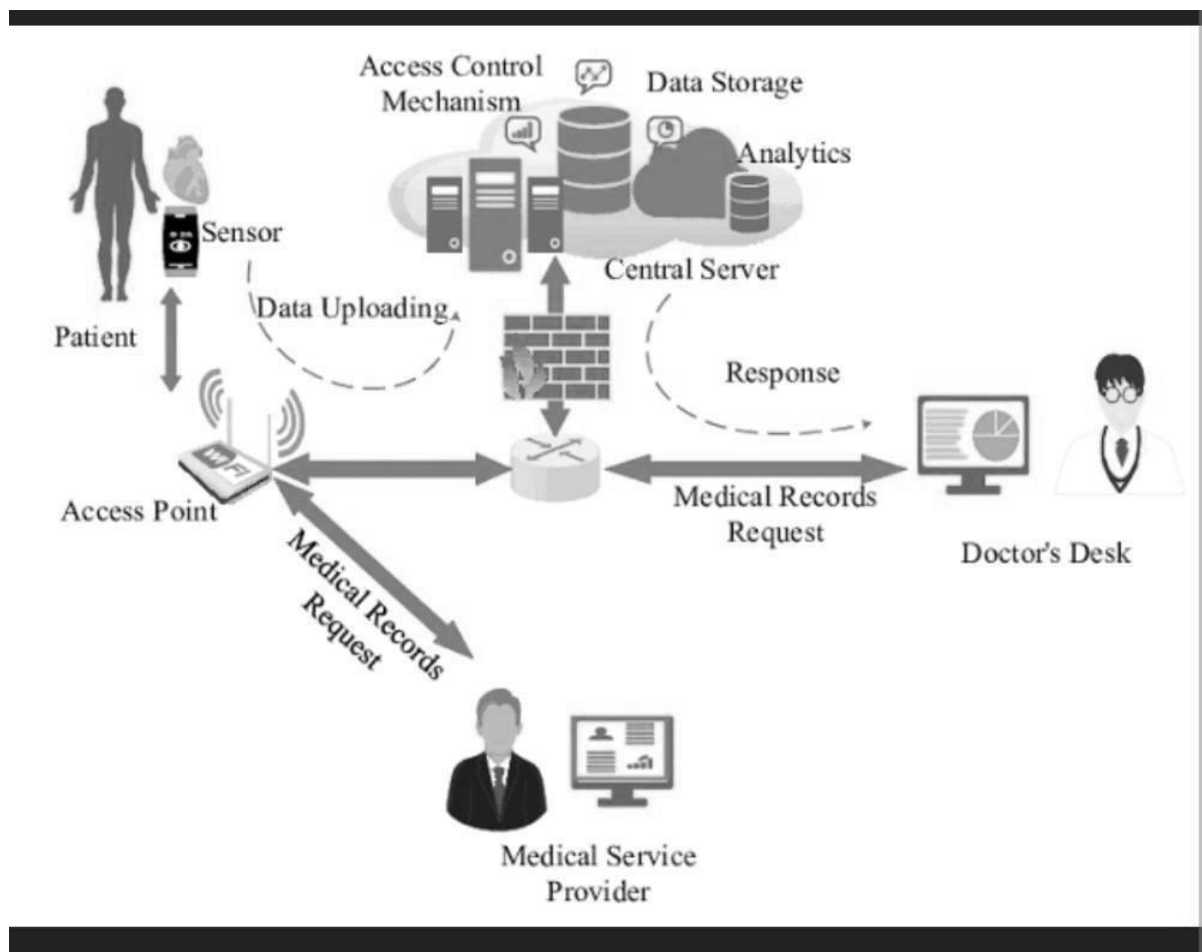 Access Control
Mechanism
Data Storage
Analytics
Sensor
Central Server
Data Uploading
Patient
Response
WiFi
Access Point
Medical Records
Request
Doctor's Desk
Medical Records
Request
Medical Service
Provider